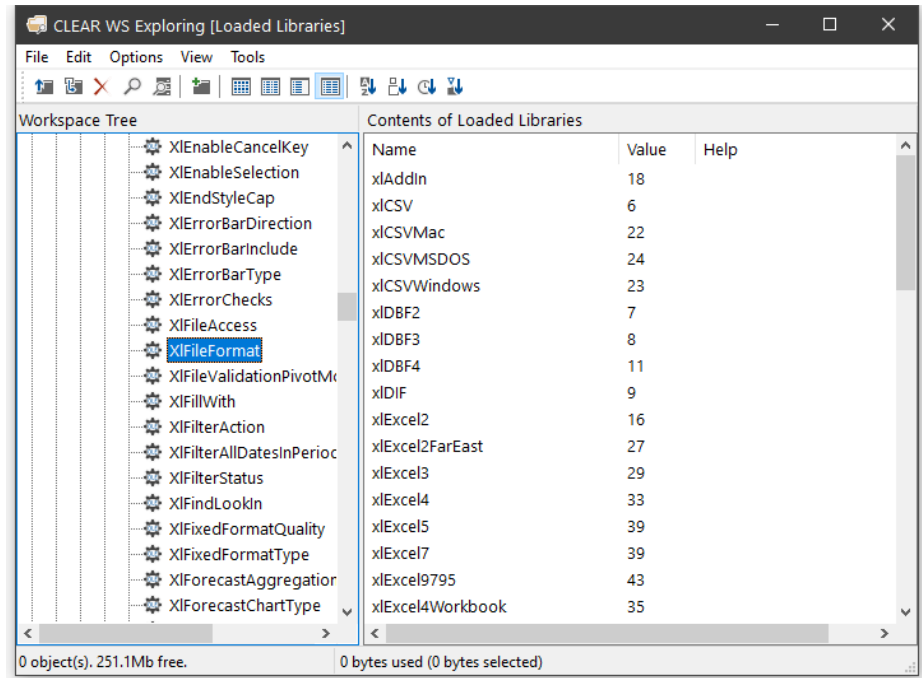 CLEAR WS Exploring [Loaded Libraries]
File Edit Options View Tools
Workspace Tree
Contents of Loaded Libraries
XlEnableCancelKey
XlEnableSelection
XlEndStyleCap
XlErrorBarDirection
XlErrorBarInclude
XlErrorBarType
XlErrorChecks
XlFileAccess
XlFileFormat
XlFileValidationPivotMo
XlFillWith
XlFilterAction
XlFilterAllDatesInPeriod
XlFilterStatus
XlFindLookIn
XlFixedFormatQuality
XlFixedFormatType
XlForecastAggregation
XlForecastChartType
Name Value Help
xlAddIn 18
xlCSV 6
xlCSVMac 22
xlCSVMSDOS 24
xlCSVWindows 23
xlDBF2 7
xlDBF3 8
xlDBF4 11
xlDIF 9
xlExcel2 16
xlExcel2FarEast 27
xlExcel3 29
xlExcel4 33
xlExcel5 39
xlExcel7 39
xlExcel9795 43
xlExcel4Workbook 35
0 object(s). 251.1Mb free.
0 bytes used (0 bytes selected)